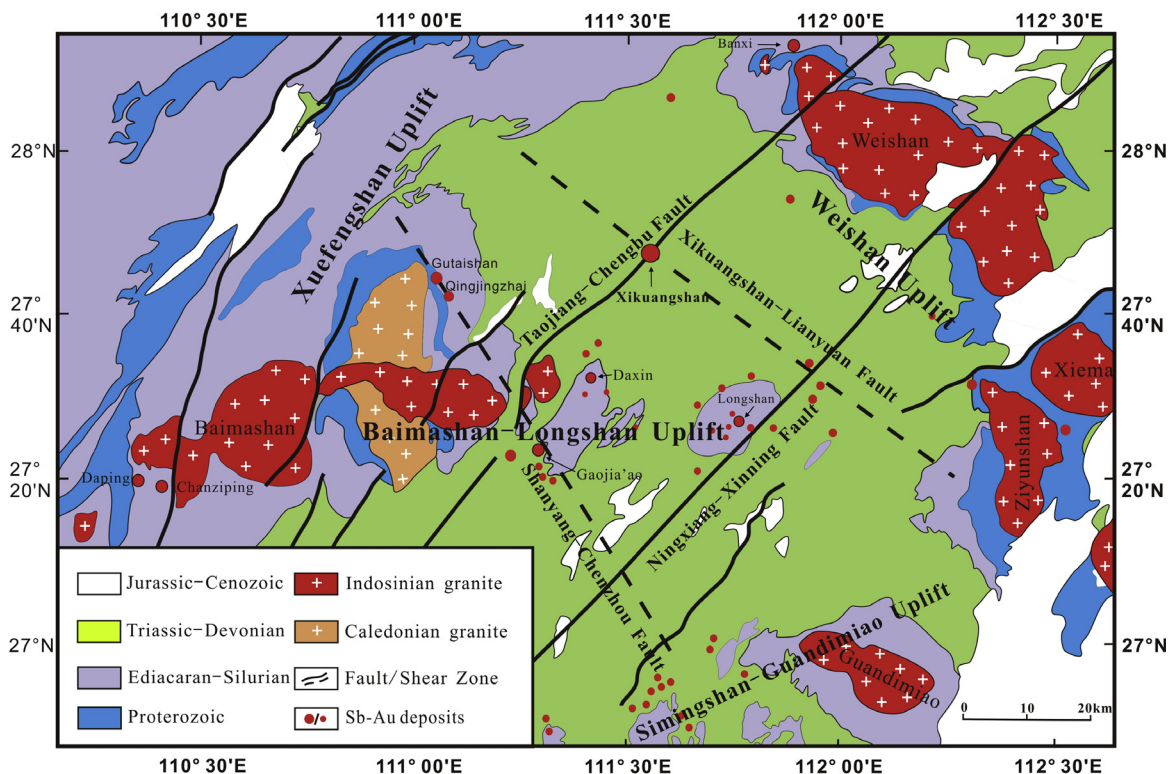 110° 30'E
111° 00'E
111° 30'E
112° 00'E
112° 30'E
Banxi
28°N
Weishan
28°
N
Xuefengshan Uplift
Weishan Uplift
Taojiang-Chengbu Fault
Xikuangshan-Lianyuan Fault
Gutaishan
Qingjingzhai
Xikuangshan
27°
40'N
27°
40'N
Xiema
Daxin
Longshan
Baimashan
Baimashan-Longshan Uplift
Ziyunshan
Daping
Chanziping
Gaojia'ao
27°
20'N
27°
20'N
Shanyang-Chenzhou Fault
Ningxiang-Xinning Fault
Simingshan-Guandimiao Uplift
Guandimiao
27°N
27°N
Jurassic-Cenozoic
Indosinian granite
Triassic-Devonian
Caledonian granite
Ediacaran-Silurian
Fault/Shear Zone
Proterozoic
/
Sb-Au deposits
0 10 20km
110° 30'E
111° 00'E
111° 30'E
112° 00'E
112° 30'E